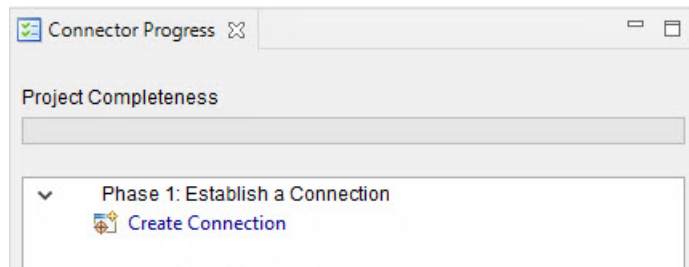 Connector Progress
Project Completeness
Phase 1: Establish a Connection
Create Connection